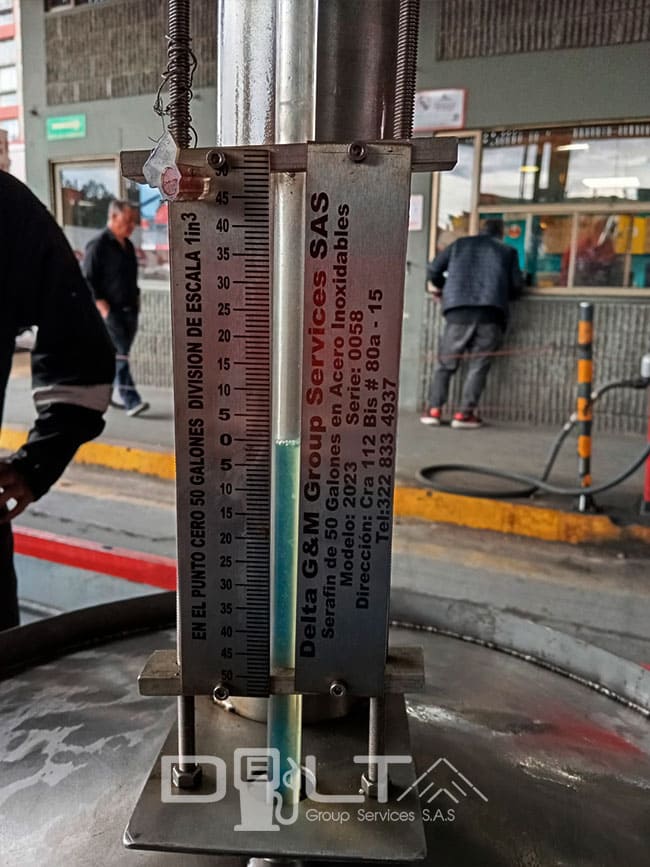 EN EL PUNTO CERO 50 GALONES DIVISION DE ESCALA 1in3
50
45
40
30
25
20
15
10
5
0
5
10
15
20
25
30
35
40
45
50
Delta G&M Group Services SAS
Serafin de 50 Galones en Acero Inoxidables
Modelo: 2023 Serie: 0058
Dirección: Cra 112 Bis # 80a - 15
Tel:322 833 4937
DELTA
Group Services S.A.S